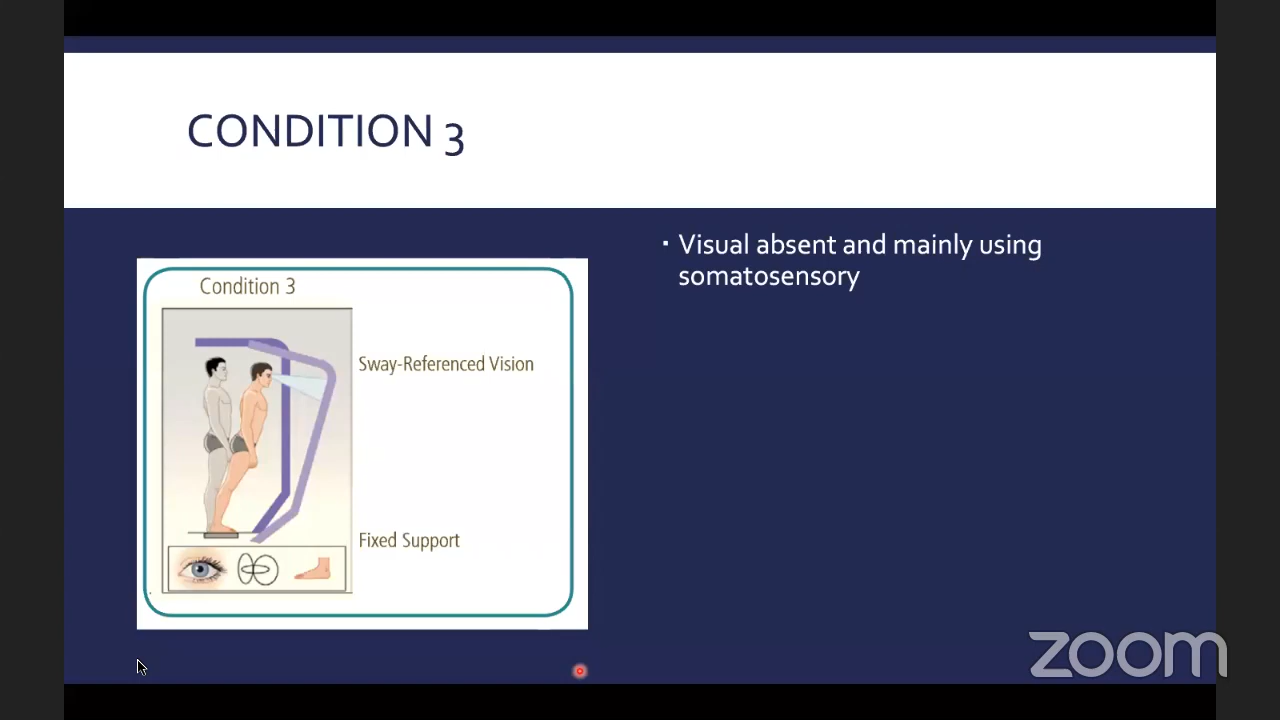 CONDITION 3
▪ Visual absent and mainly using
somatosensory
Condition 3
Sway-Referenced Vision
Fixed Support
zoom